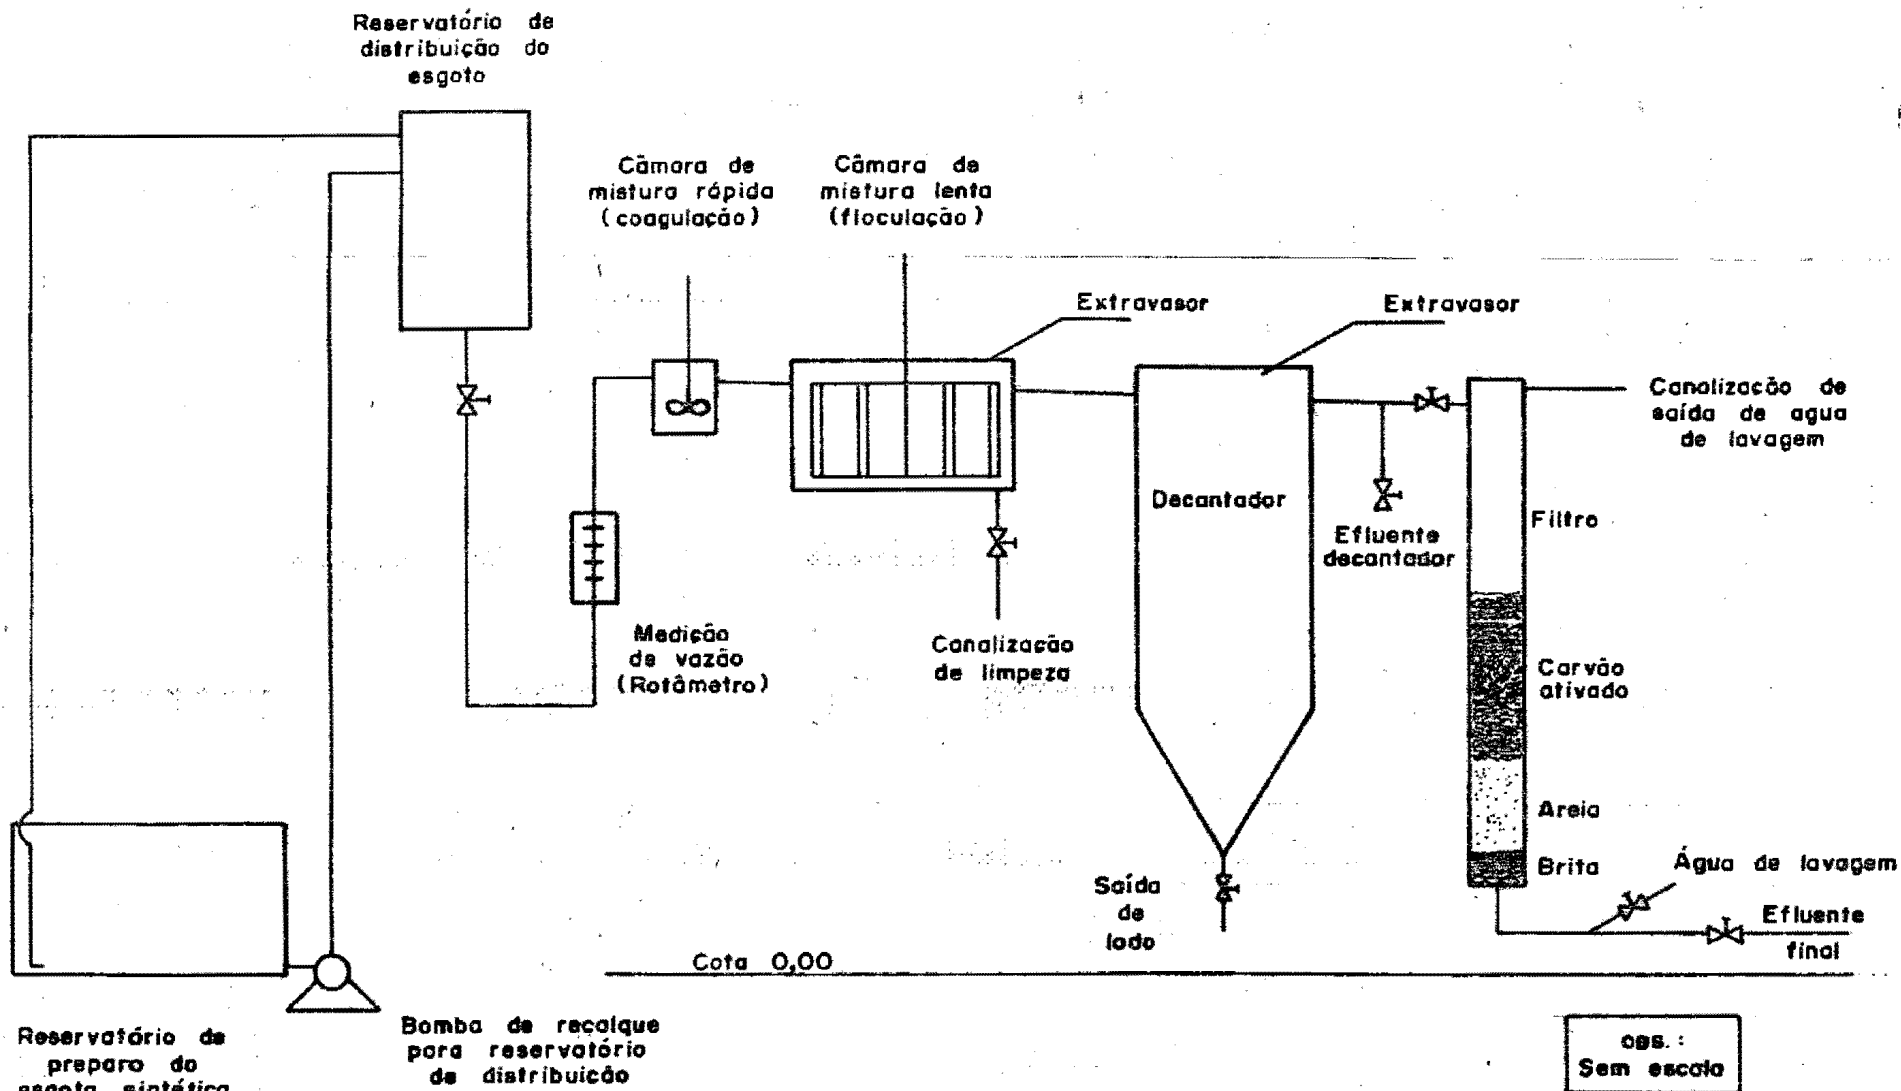 Reservatório de
distribuição do
esgoto
Câmara de
mistura rápida
(coagulação)
Câmara de
mistura lenta
(floculação)
Extravasor
Extravasor
Canalização de
saída de agua
de lavagem
Decantador
Filtro
Efluente
decantador
Medição
de vazão
(Rotâmetro)
Canalização
de limpeza
Carvão
ativado
Areia
Brita
Água de lavagem
Saída
de
lodo
Efluente
final
Cota 0,00
Reservatório de
preparo do
esgoto sintético
Bomba de recalque
para reservatório
de distribuição
OBS.:
Sem escala